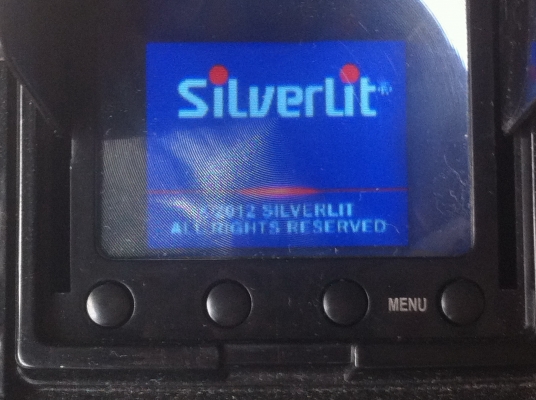 Silverlit®
© 2012 SILVERLIT
ALL RIGHTS RESERVED
MENU